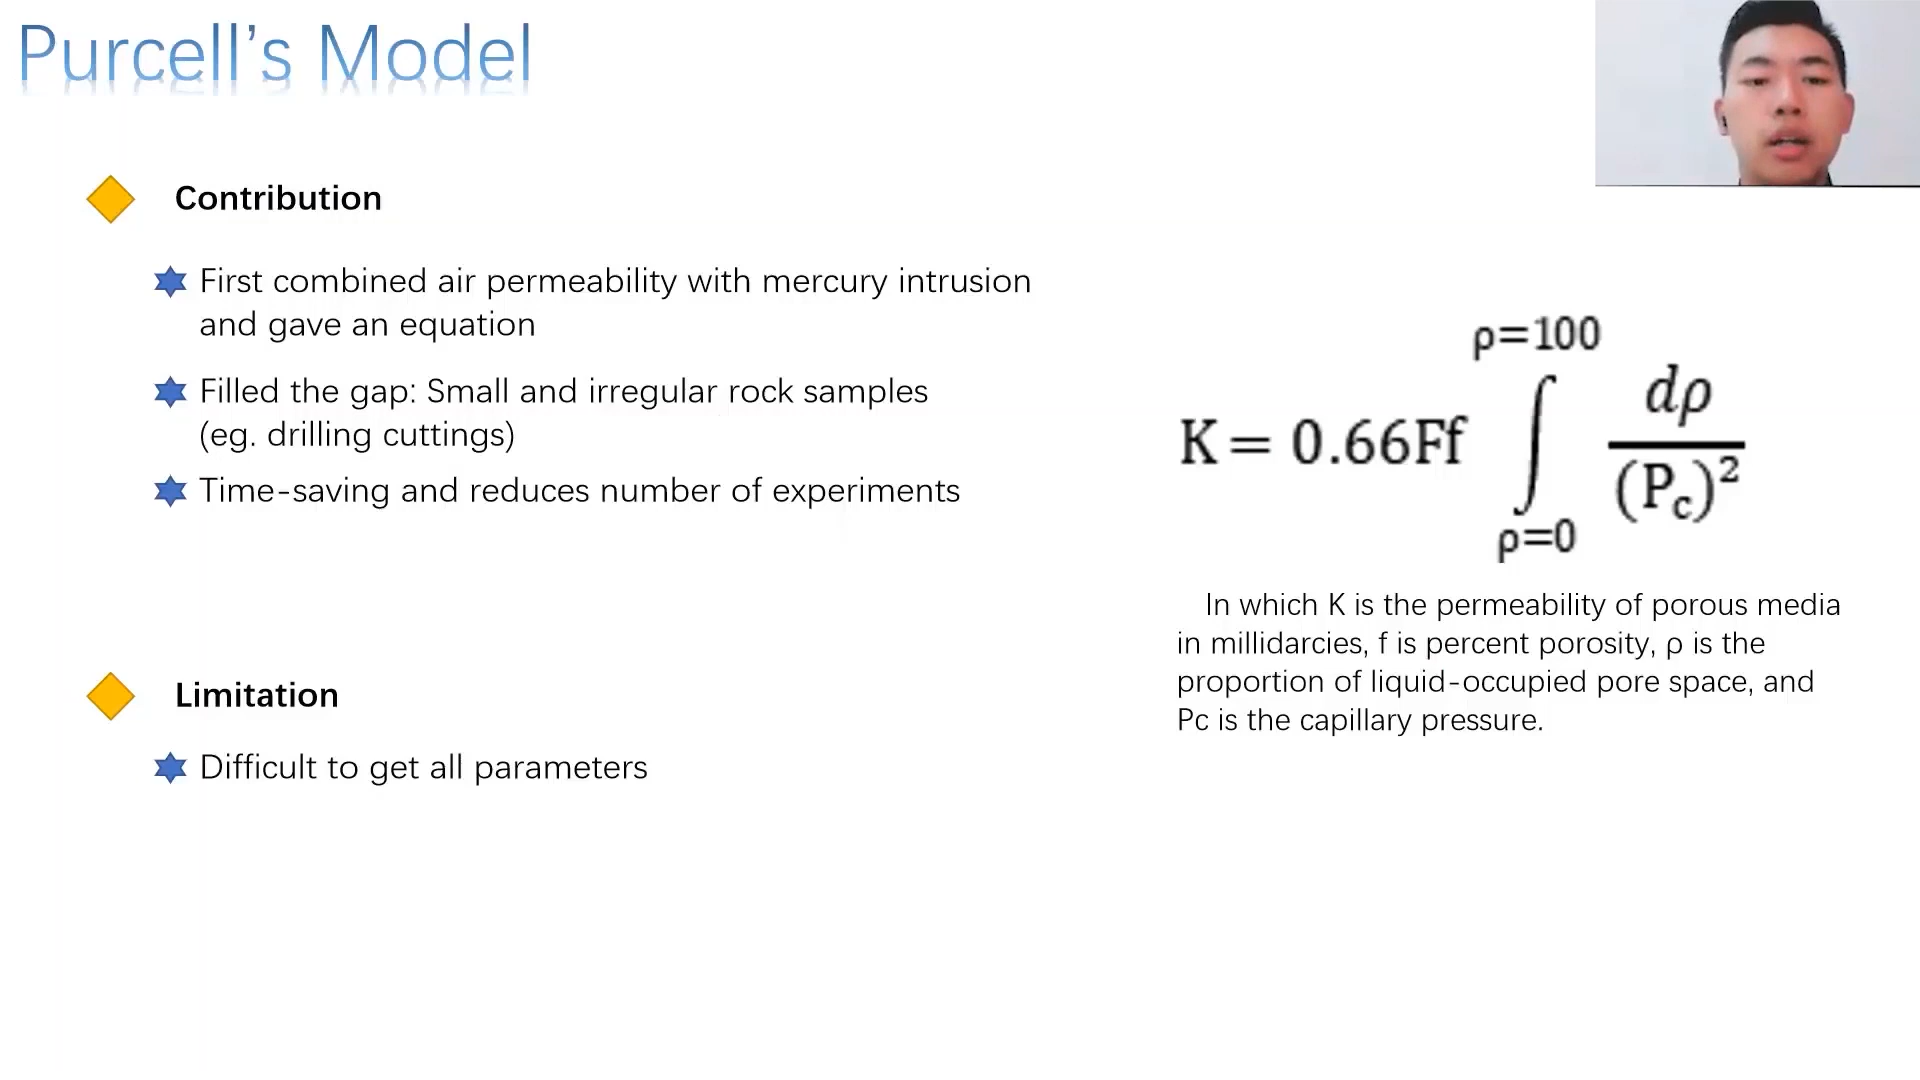 Purcell's Model
Contribution
First combined air permeability with mercury intrusion
and gave an equation
Filled the gap: Small and irregular rock samples
(eg. drilling cuttings)
Time-saving and reduces number of experiments
Limitation
Difficult to get all parameters
ρ=100
K= 0.66Ff ∫ dρ/(Pc)²
ρ=0
In which K is the permeability of porous media
in millidarcies, f is percent porosity, ρ is the
proportion of liquid-occupied pore space, and
Pc is the capillary pressure.